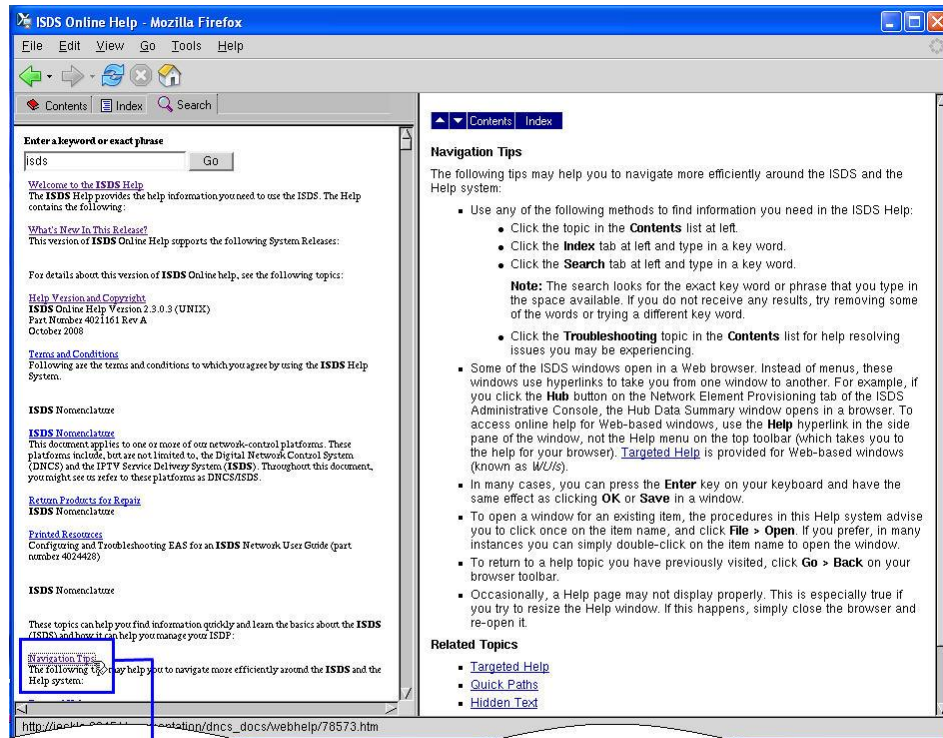 ISDS Online Help - Mozilla Firefox
File Edit View Go Tools Help
Contents Index Search
Enter a keyword or exact phrase
isds Go
Welcome to the ISDS Help
The ISDS Help provides the help information you need to use the ISDS. The Help
contains the following:
What's New In This Release?
This version of ISDS Online Help supports the following System Releases:
For details about this version of ISDS Online help, see the following topics:
Help Version and Copyright
ISDS Online Help Version 2.3.0.3 (UNIX)
Part Number 4021161 Rev A
October 2008
Terms and Conditions
Following are the terms and conditions to which you agree by using the ISDS Help
System.
ISDS Nomenclature
ISDS Nomenclature
This document applies to one or more of our network-control platforms. These
platforms include, but are not limited to, the Digital Network Control System
(DNCS) and the IPTV Service Delivery System (ISDS). Throughout this document,
you might see us refer to these platforms as DNCS/ISDS.
Return Products for Repair
ISDS Nomenclature
Printed Resources
Configuring and Troubleshooting EAS for an ISDS Network User Guide (part
number 4024428)
ISDS Nomenclature
These topics can help you find information quickly and learn the basics about the ISDS
(ISDS) and how it can help you manage your ISDP:
Navigation Tips
The following may help you to navigate more efficiently around the ISDS and the
Help system:
Contents Index
Navigation Tips
The following tips may help you to navigate more efficiently around the ISDS and the
Help system:
Use any of the following methods to find information you need in the ISDS Help:
Click the topic in the Contents list at left.
Click the Index tab at left and type in a key word.
Click the Search tab at left and type in a key word.
Note: The search looks for the exact key word or phrase that you type in
the space available. If you do not receive any results, try removing some
of the words or trying a different key word.
Click the Troubleshooting topic in the Contents list for help resolving
issues you may be experiencing.
Some of the ISDS windows open in a Web browser. Instead of menus, these
windows use hyperlinks to take you from one window to another. For example, if
you click the Hub button on the Network Element Provisioning tab of the ISDS
Administrative Console, the Hub Data Summary window opens in a browser. To
access online help for Web-based windows, use the Help hyperlink in the side
pane of the window, not the Help menu on the top toolbar (which takes you to
the help for your browser). Targeted Help is provided for Web-based windows
(known as WUIs).
In many cases, you can press the Enter key on your keyboard and have the
same effect as clicking OK or Save in a window.
To open a window for an existing item, the procedures in this Help system advise
you to click once on the item name, and click File > Open. If you prefer, in many
instances you can simply double-click on the item name to open the window.
To return to a help topic you have previously visited, click Go > Back on your
browser toolbar.
Occasionally, a Help page may not display properly. This is especially true if
you try to resize the Help window. If this happens, simply close the browser and
re-open it.
Related Topics
Targeted Help
Quick Paths
Hidden Text
entation/dncs_docs/webhelp/78573.htm